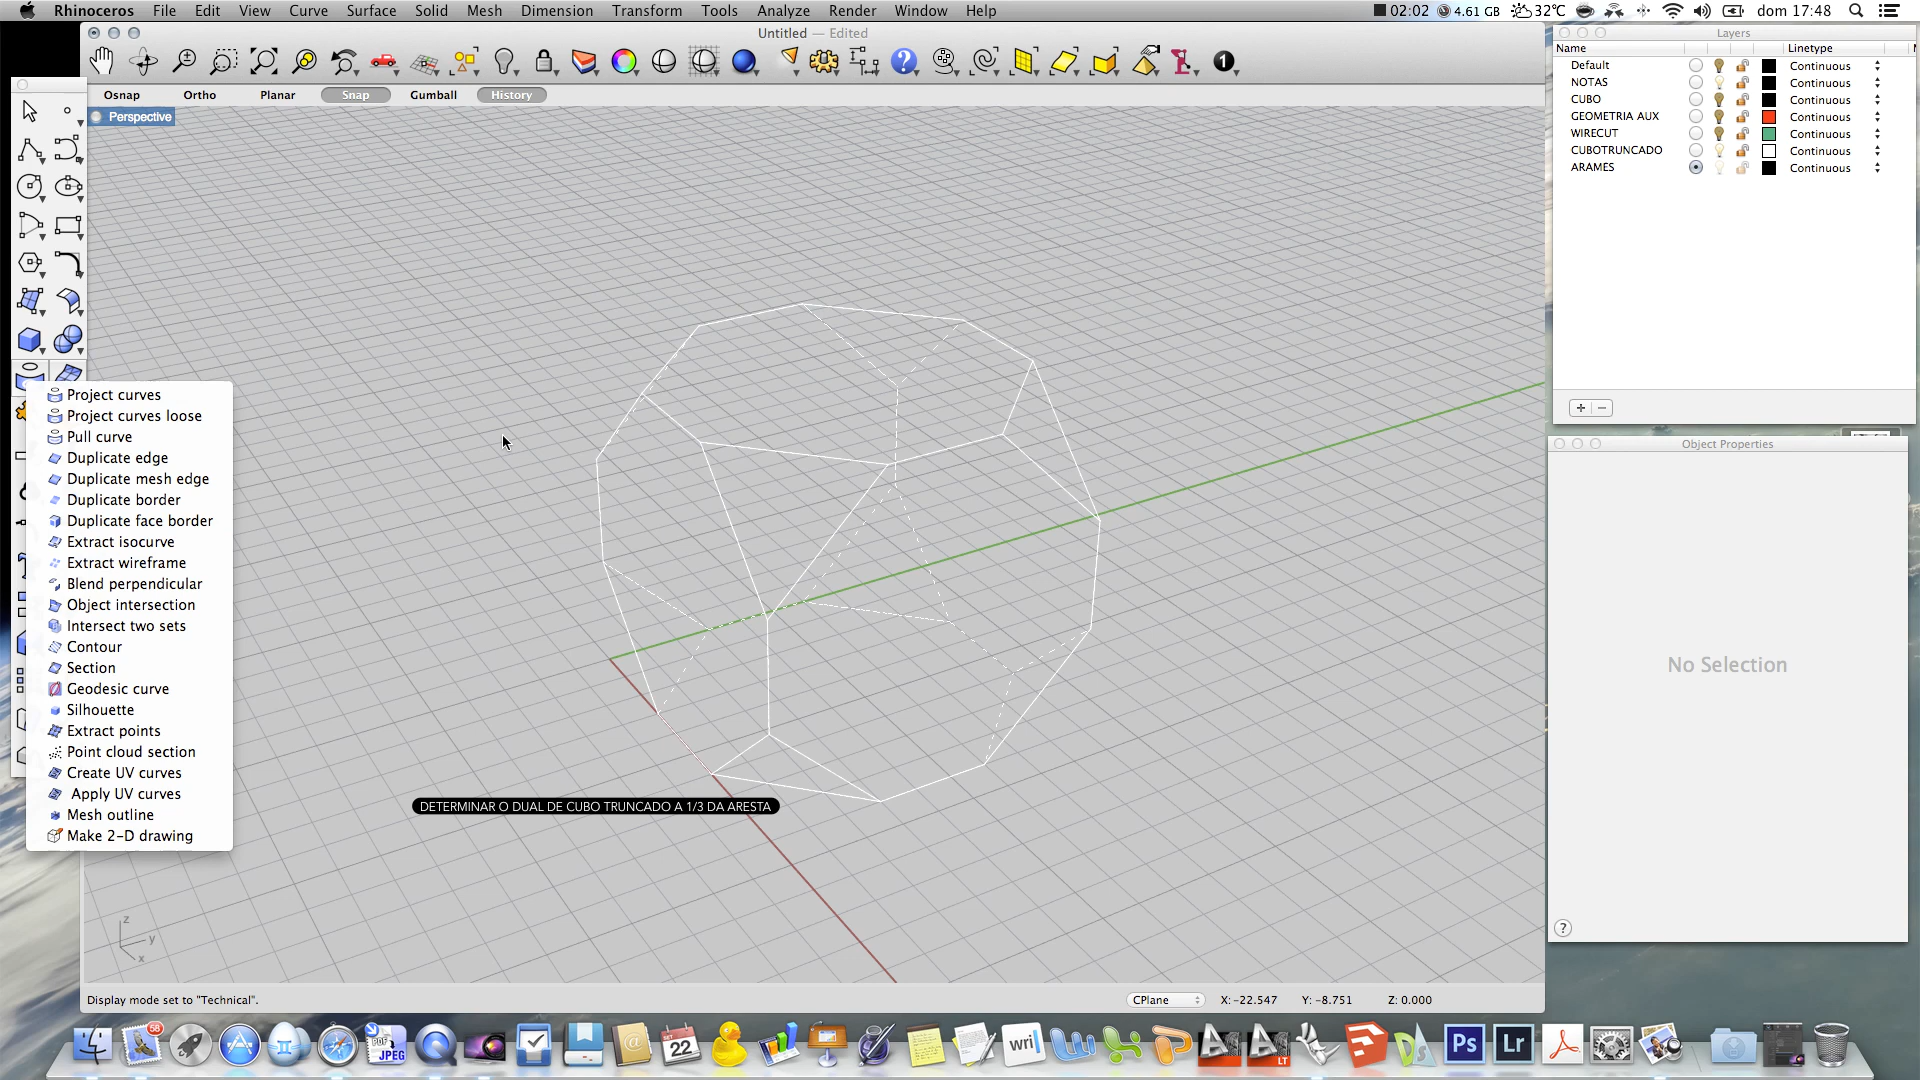 Rhinoceros File Edit View Curve Surface Solid Mesh Dimension Transform Tools Analyze Render Window Help 02:02 4.61 GB 32°C dom 17:48
Untitled — Edited
Osnap Ortho Planar Snap Gumball History
Perspective
Project curves
Project curves loose
Pull curve
Duplicate edge
Duplicate mesh edge
Duplicate border
Duplicate face border
Extract isocurve
Extract wireframe
Blend perpendicular
Object intersection
Intersect two sets
Contour
Section
Geodesic curve
Silhouette
Extract points
Point cloud section
Create UV curves
Apply UV curves
Mesh outline
Make 2-D drawing
DETERMINAR O DUAL DE CUBO TRUNCADO A 1/3 DA ARESTA
z
y
x
Display mode set to "Technical". CPlane X:-22.547 Y: -8.751 Z: 0.000
Layers
Name Linetype
Default Continuous
NOTAS Continuous
CUBO Continuous
GEOMETRIA AUX Continuous
WIRECUT Continuous
CUBOTRUNCADO Continuous
ARAMES Continuous
+ −
Object Properties
No Selection
?
58
PDF
JPEG
SET
22
wri
LT
Ps
Lr